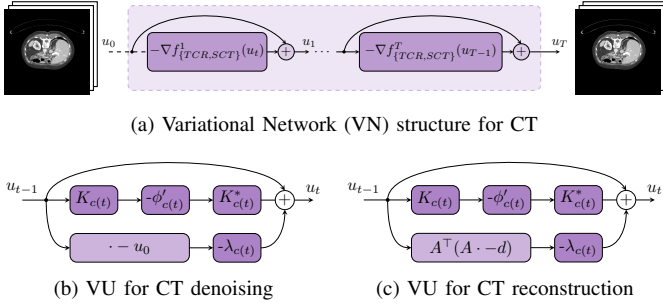 u_0
-∇f^1_{TCR,SCT}(u_t)
+
u_1
···
-∇f^T_{TCR,SCT}(u_{T-1})
+
u_T
(a) Variational Network (VN) structure for CT
u_{t-1}
K_{c(t)}
-ϕ'_{c(t)}
K^*_{c(t)}
+
u_t
· − u_0
-λ_{c(t)}
u_{t-1}
K_{c(t)}
-ϕ'_{c(t)}
K^*_{c(t)}
+
u_t
A^⊤(A · −d)
-λ_{c(t)}
(b) VU for CT denoising
(c) VU for CT reconstruction